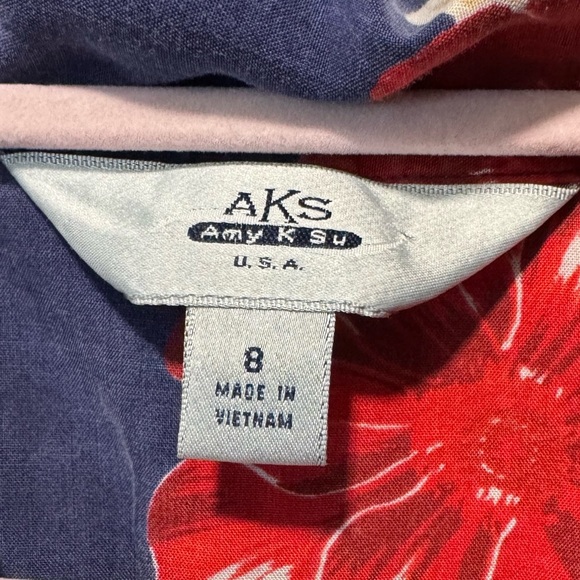 AKS
Amy K Su
U.S.A.
8
MADE IN
VIETNAM